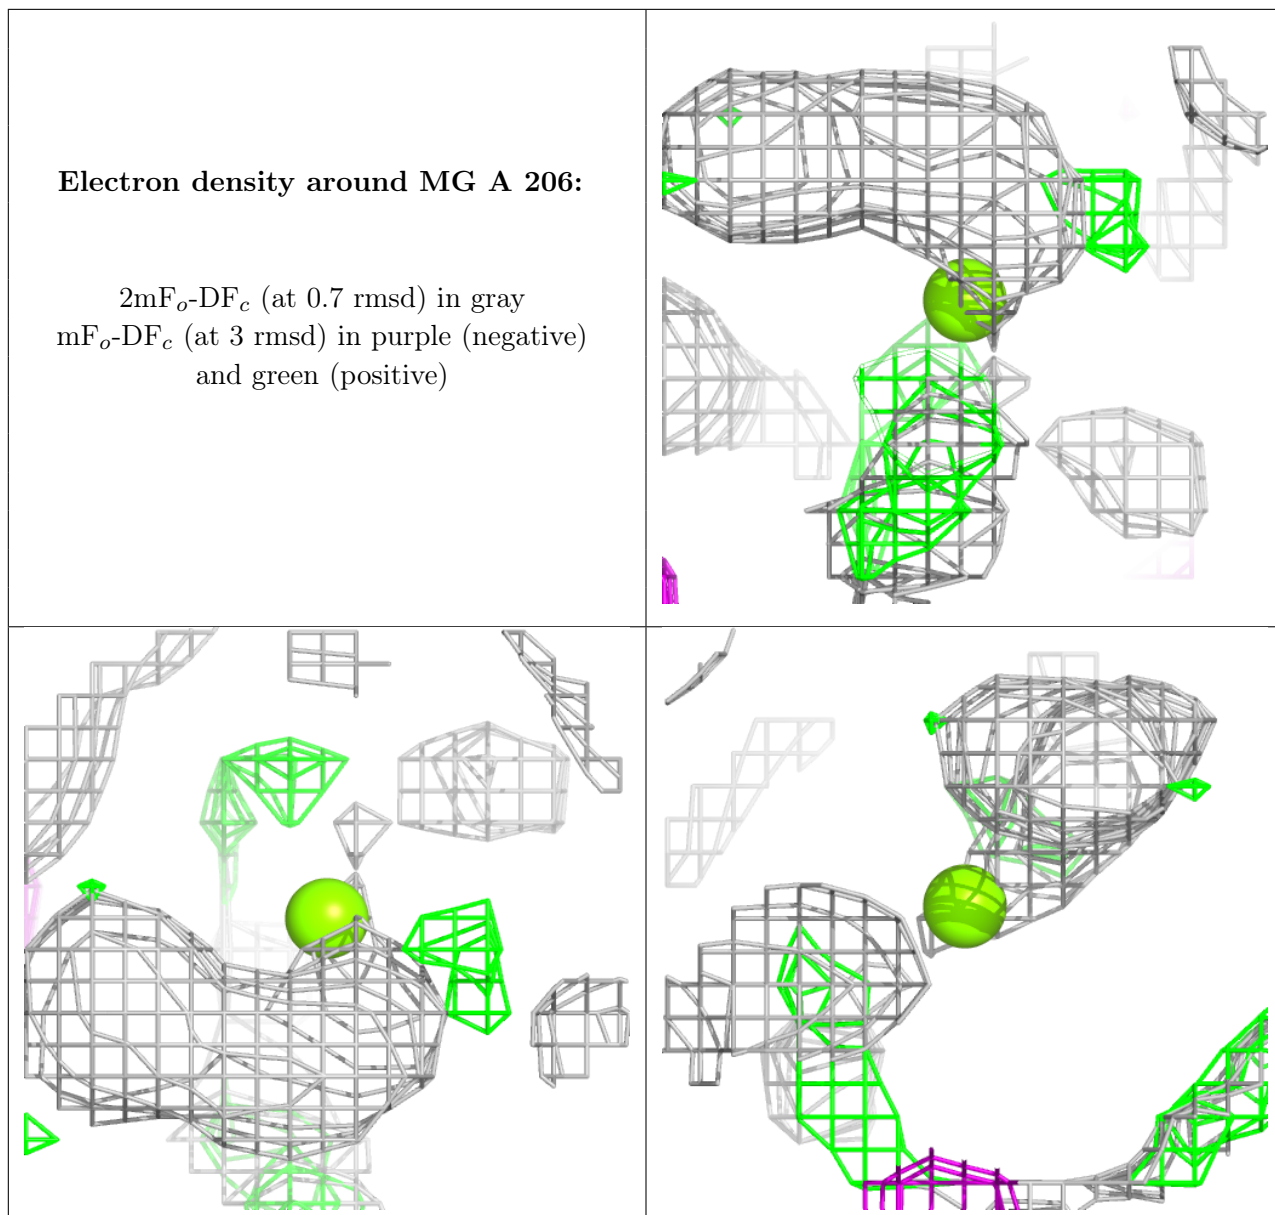 Electron density around MG A 206:
2mFo-DFc (at 0.7 rmsd) in gray
mFo-DFc (at 3 rmsd) in purple (negative)
and green (positive)